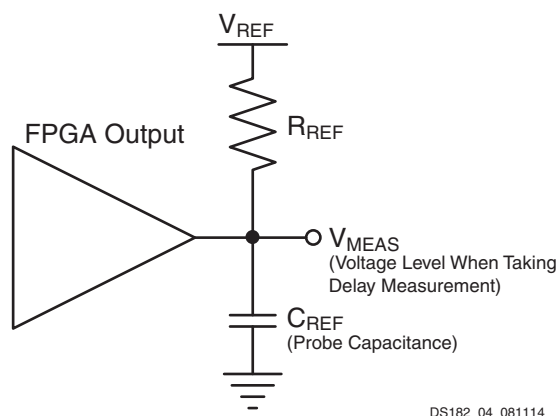 VREF
RREF
FPGA Output
VMEAS
(Voltage Level When Taking
Delay Measurement)
CREF
(Probe Capacitance)
DS182_04_081114